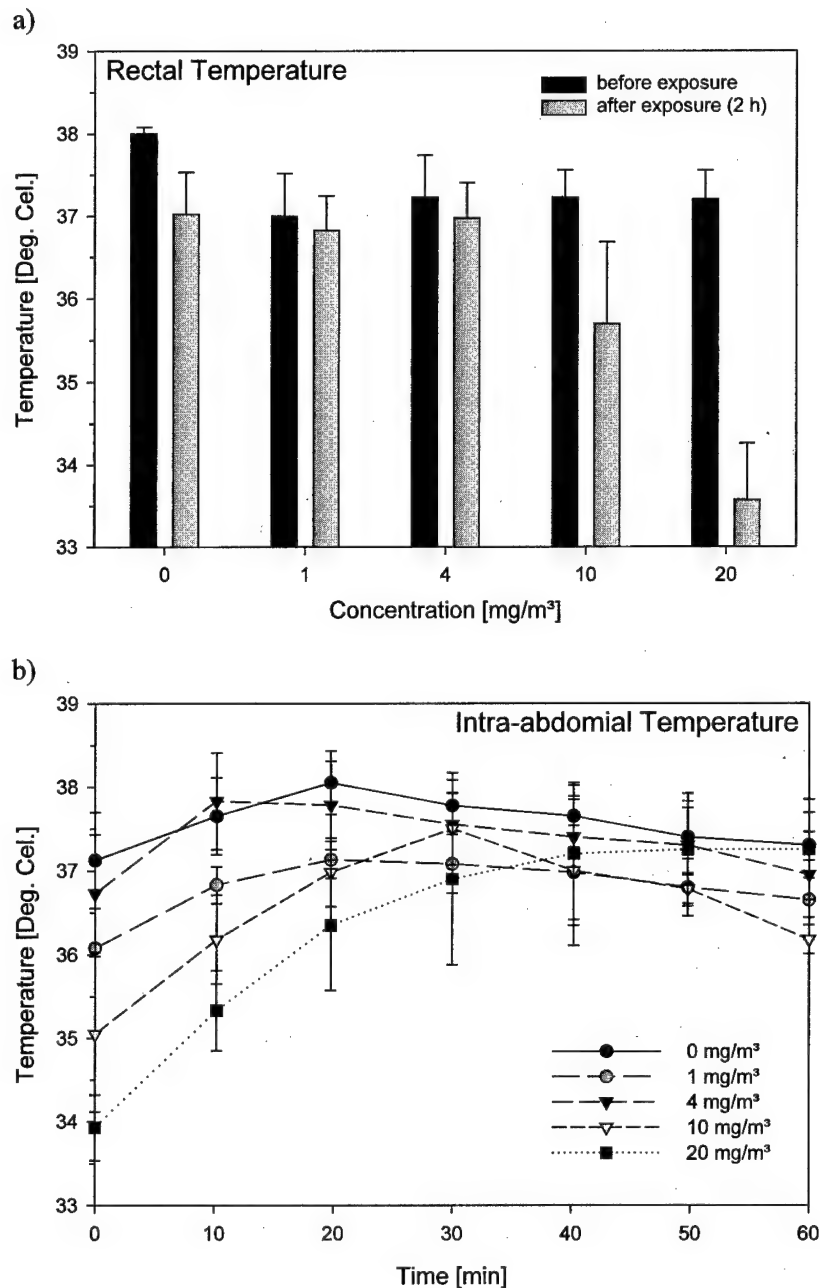 a)
Rectal Temperature
before exposure
after exposure (2 h)
39
38
37
36
35
34
33
Temperature [Deg. Cel.]
0 1 4 10 20
Concentration [mg/m³]
b)
Intra-abdomial Temperature
39
38
37
36
35
34
33
Temperature [Deg. Cel.]
0 mg/m³
1 mg/m³
4 mg/m³
10 mg/m³
20 mg/m³
0 10 20 30 40 50 60
Time [min]